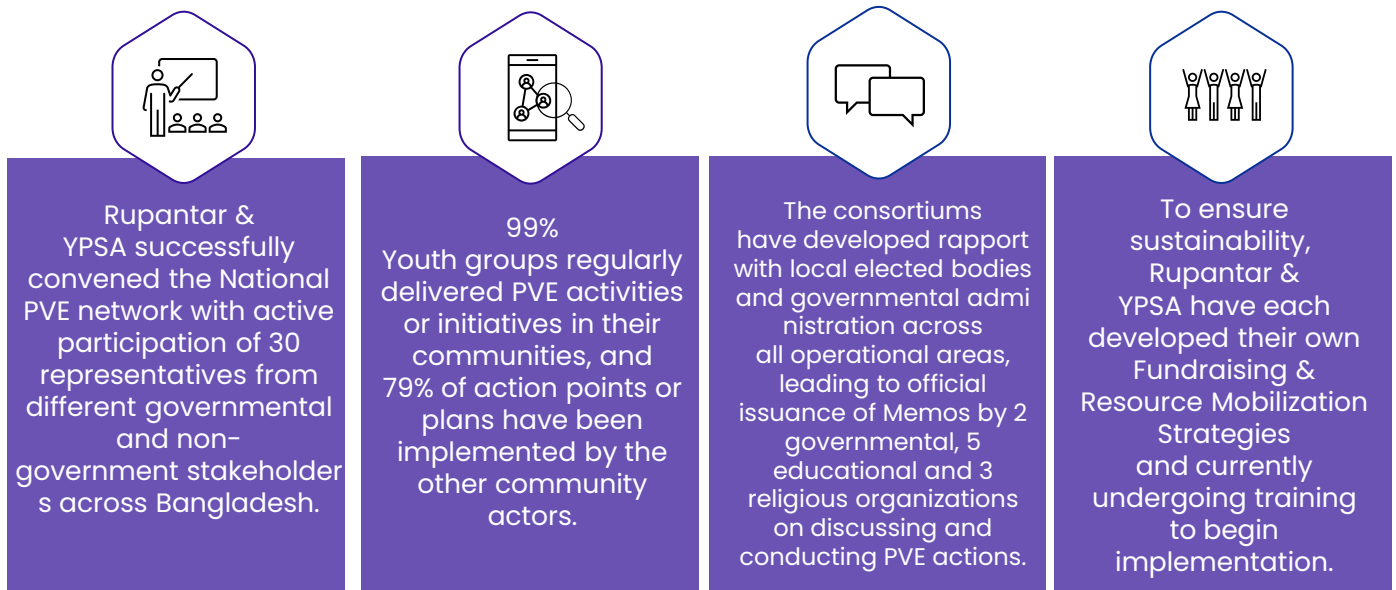 Rupantar &
YPSA successfully
convened the National
PVE network with active
participation of 30
representatives from
different governmental
and non-
government stakeholder
s across Bangladesh.
99%
Youth groups regularly
delivered PVE activities
or initiatives in their
communities, and
79% of action points or
plans have been
implemented by the
other community
actors.
The consortiums
have developed rapport
with local elected bodies
and governmental admi
nistration across
all operational areas,
leading to official
issuance of Memos by 2
governmental, 5
educational and 3
religious organizations
on discussing and
conducting PVE actions.
To ensure
sustainability,
Rupantar &
YPSA have each
developed their own
Fundraising &
Resource Mobilization
Strategies
and currently
undergoing training
to begin
implementation.